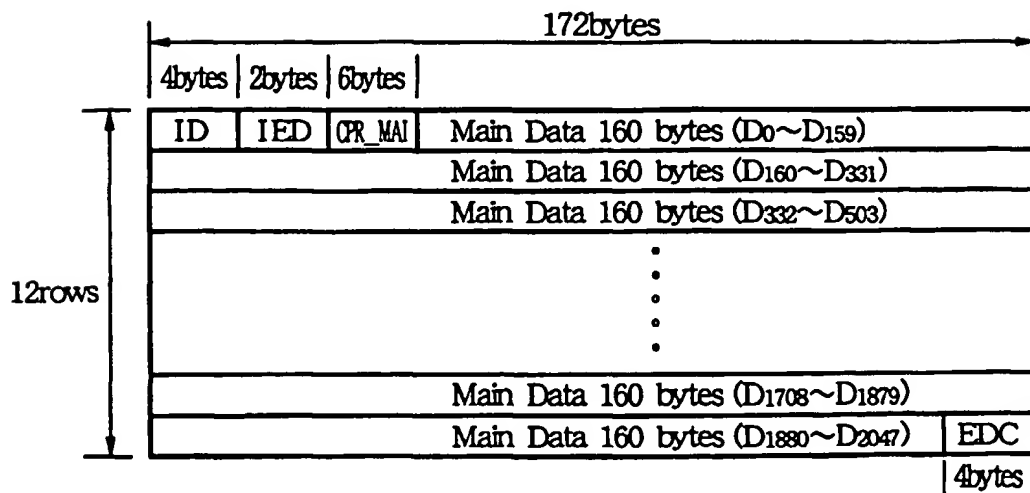 172bytes
4bytes 2bytes 6bytes
ID IED CPR_MAI Main Data 160 bytes (D0~D159)
Main Data 160 bytes (D160~D331)
Main Data 160 bytes (D332~D503)
12rows
Main Data 160 bytes (D1708~D1879)
Main Data 160 bytes (D1880~D2047) EDC
4bytes